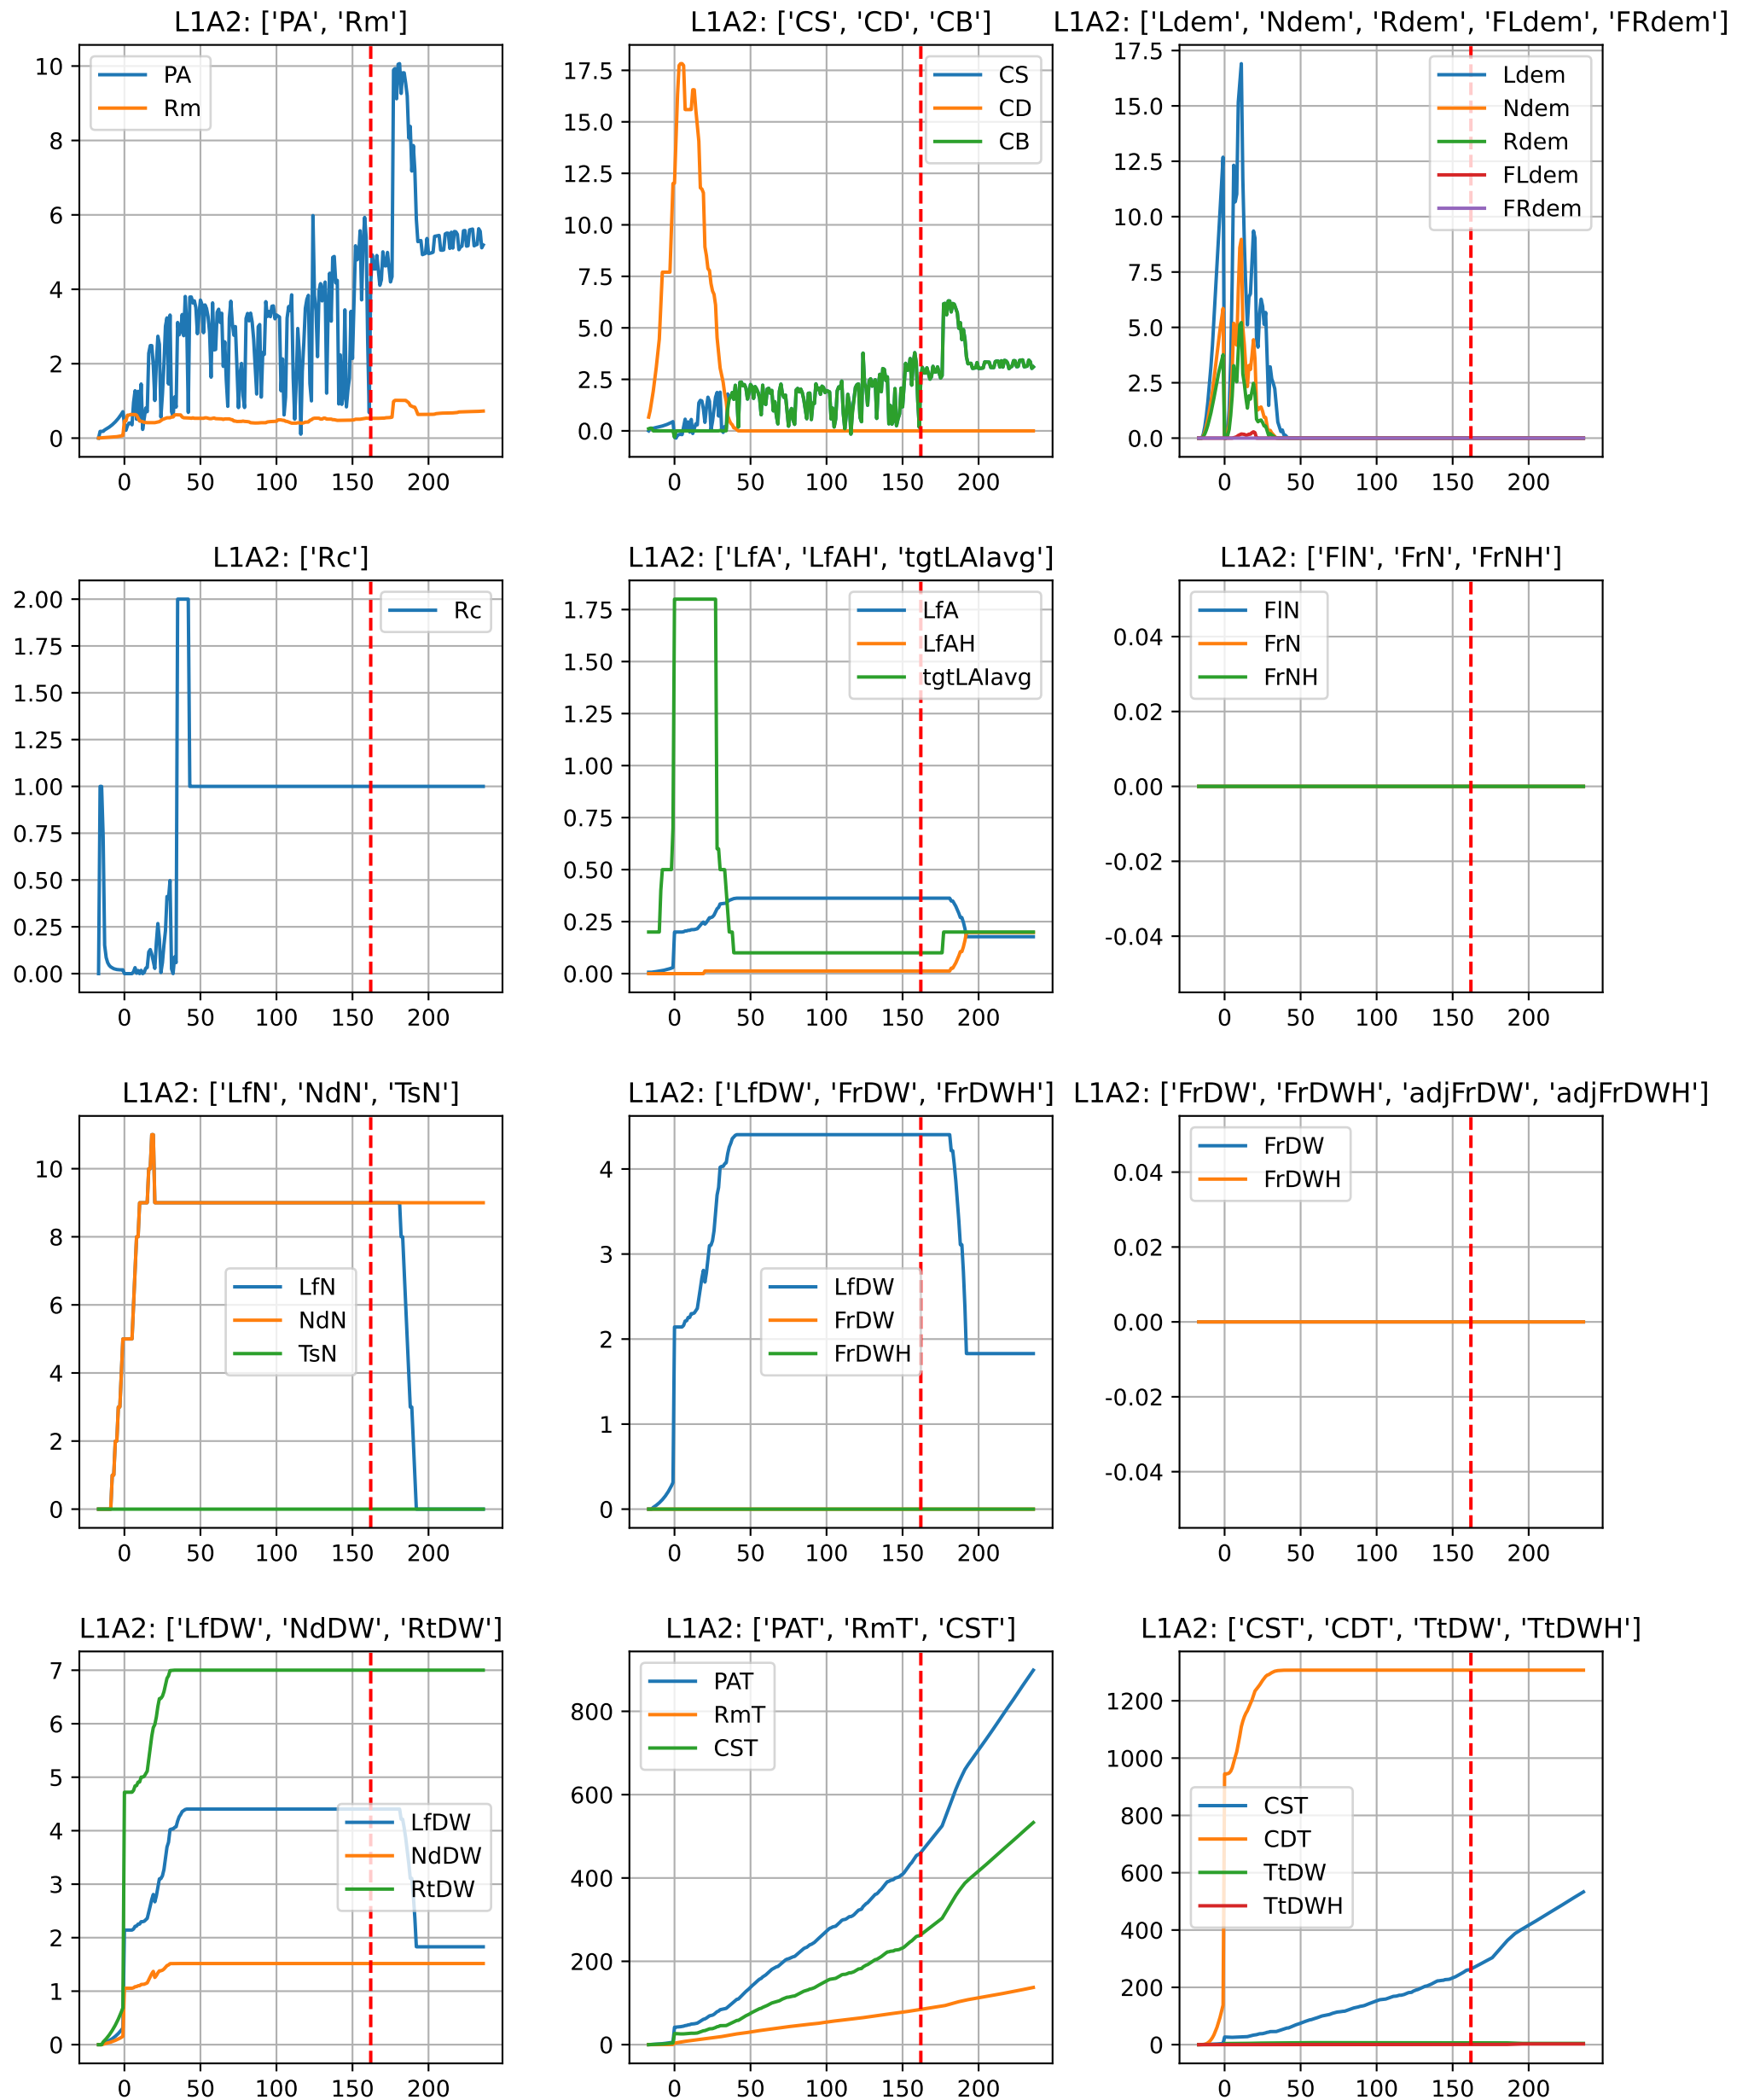 L1A2: ['PA', 'Rm']
PA
Rm
10
8
6
4
2
0
0 50 100 150 200
L1A2: ['CS', 'CD', 'CB']
CS
CD
CB
17.5
15.0
12.5
10.0
7.5
5.0
2.5
0.0
0 50 100 150 200
L1A2: ['Ldem', 'Ndem', 'Rdem', 'FLdem', 'FRdem']
Ldem
Ndem
Rdem
FLdem
FRdem
17.5
15.0
12.5
10.0
7.5
5.0
2.5
0.0
0 50 100 150 200
L1A2: ['Rc']
Rc
2.00
1.75
1.50
1.25
1.00
0.75
0.50
0.25
0.00
0 50 100 150 200
L1A2: ['LfA', 'LfAH', 'tgtLAIavg']
LfA
LfAH
tgtLAIavg
1.75
1.50
1.25
1.00
0.75
0.50
0.25
0.00
0 50 100 150 200
L1A2: ['FlN', 'FrN', 'FrNH']
FlN
FrN
FrNH
0.04
0.02
0.00
-0.02
-0.04
0 50 100 150 200
L1A2: ['LfN', 'NdN', 'TsN']
LfN
NdN
TsN
10
8
6
4
2
0
0 50 100 150 200
L1A2: ['LfDW', 'FrDW', 'FrDWH']
LfDW
FrDW
FrDWH
4
3
2
1
0
0 50 100 150 200
L1A2: ['FrDW', 'FrDWH', 'adjFrDW', 'adjFrDWH']
FrDW
FrDWH
0.04
0.02
0.00
-0.02
-0.04
0 50 100 150 200
L1A2: ['LfDW', 'NdDW', 'RtDW']
LfDW
NdDW
RtDW
7
6
5
4
3
2
1
0
0 50 100 150 200
L1A2: ['PAT', 'RmT', 'CST']
PAT
RmT
CST
800
600
400
200
0
0 50 100 150 200
L1A2: ['CST', 'CDT', 'TtDW', 'TtDWH']
CST
CDT
TtDW
TtDWH
1200
1000
800
600
400
200
0
0 50 100 150 200